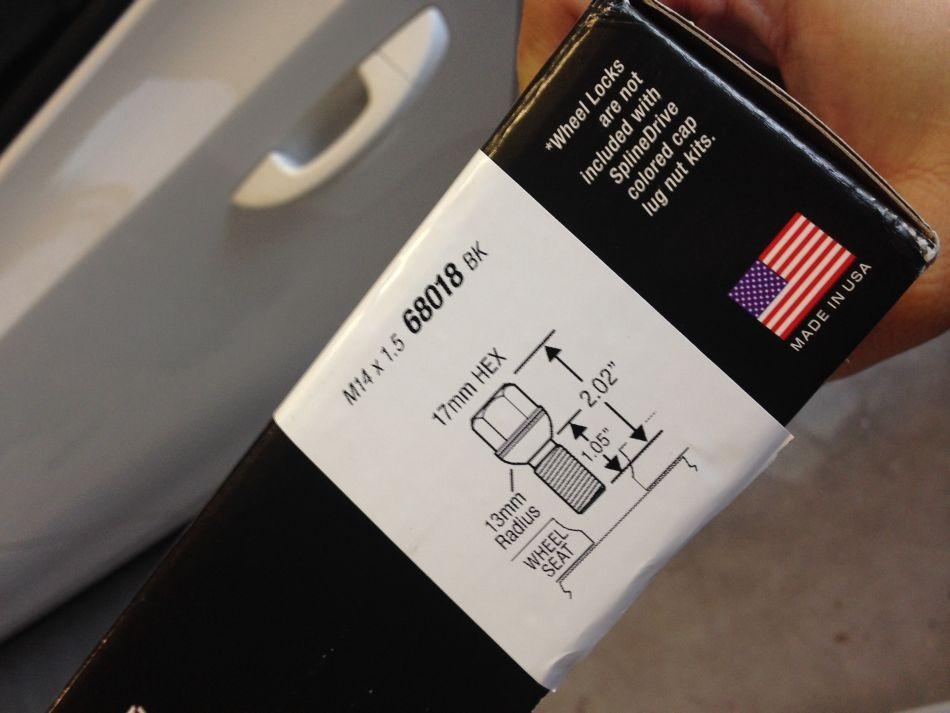 *Wheel Locks
are not
included with
SplineDrive
colored cap
lug nut kits.
MADE IN USA
M14 x 1.5 68018 BK
17mm HEX
2.02"
1.05"
13mm
Radius
WHEEL
SEAT